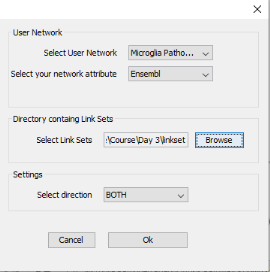 User Network
Select User Network Microglia Patho...
Select your network attribute Ensembl
Directory containg Link Sets
Select Link Sets :\Course\Day 3\linkset Browse
Settings
Select direction BOTH
Cancel Ok